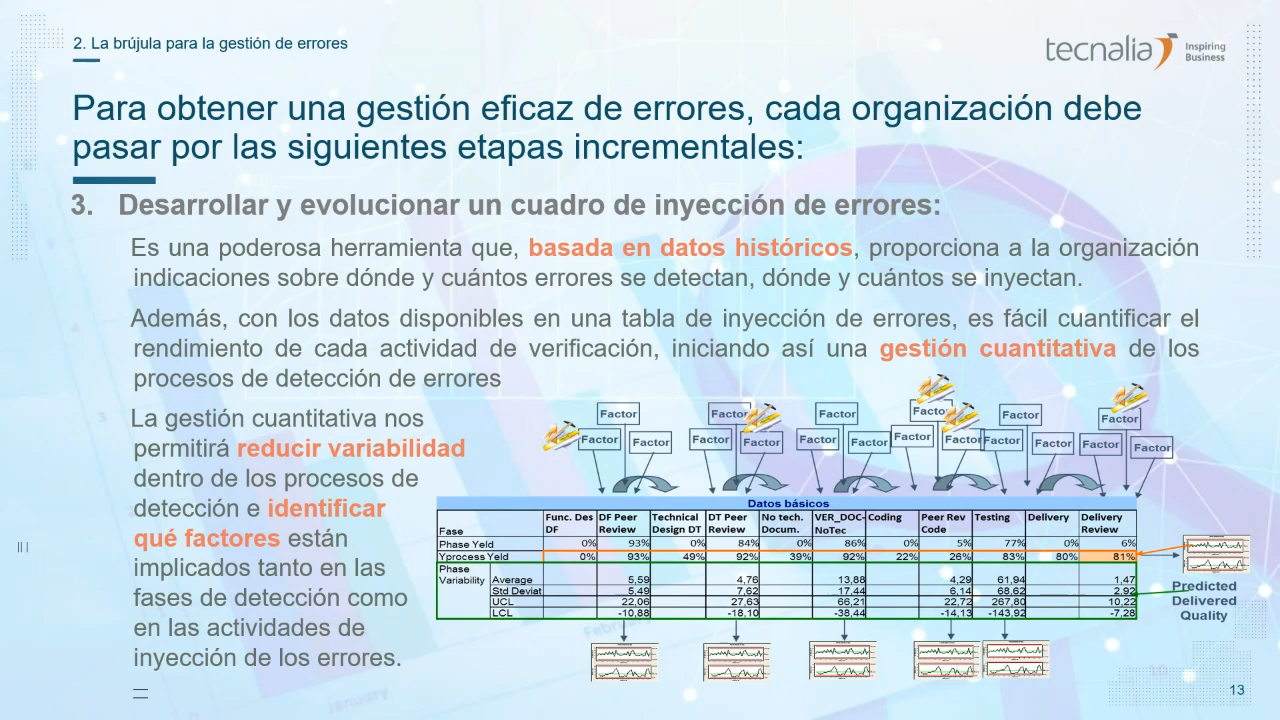 2. La brújula para la gestión de errores
tecnalia Inspiring Business
Para obtener una gestión eficaz de errores, cada organización debe
pasar por las siguientes etapas incrementales:
3. Desarrollar y evolucionar un cuadro de inyección de errores:
Es una poderosa herramienta que, basada en datos históricos, proporciona a la organización
indicaciones sobre dónde y cuántos errores se detectan, dónde y cuántos se inyectan.
Además, con los datos disponibles en una tabla de inyección de errores, es fácil cuantificar el
rendimiento de cada actividad de verificación, iniciando así una gestión cuantitativa de los
procesos de detección de errores
La gestión cuantitativa nos
permitirá reducir variabilidad
dentro de los procesos de
detección e identificar
qué factores están
implicados tanto en las
fases de detección como
en las actividades de
inyección de los errores.
Factor Factor Factor Factor Factor Factor
Factor Factor Factor Factor Factor Factor Factor Factor Factor Factor Factor Factor
Datos básicos
Fase Func. Des DF DF Peer Review Technical Design DT DT Peer Review No tech. Docum. VER_DOC-NoTec Coding Peer Rev Code Testing Delivery Delivery Review
Phase Yeld 0% 93% 0% 84% 0% 86% 0% 5% 77% 0% 6%
Yprocess Yeld 0% 93% 49% 92% 39% 92% 22% 26% 83% 80% 81%
Phase Variability
Average 5,59 4,76 13,88 4,29 61,94 1,47
Std Deviat 5,49 7,62 17,44 6,14 68,62 2,92
UCL 22,06 27,63 66,21 22,72 267,80 10,22
LCL -10,88 -18,10 -38,44 -14,13 -143,92 -7,28
Predicted
Delivered
Quality
February
January
13